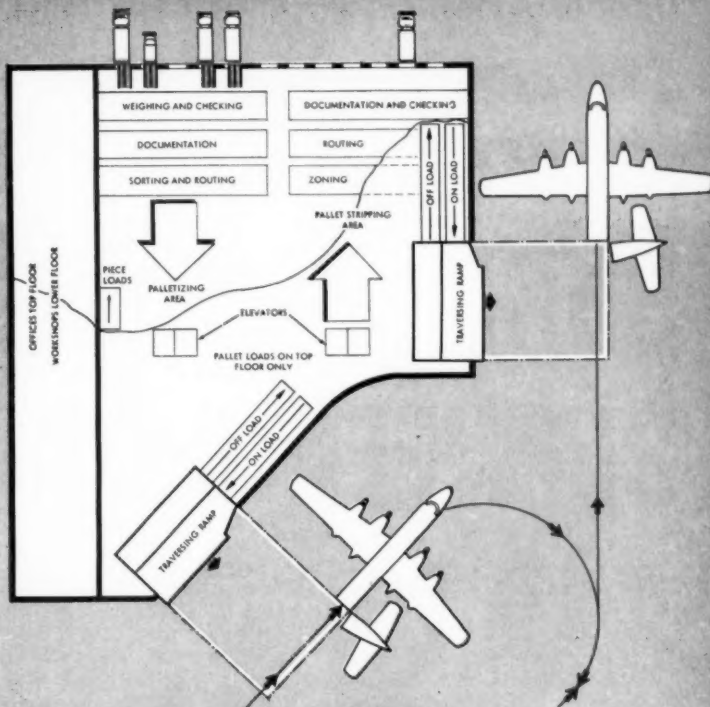 WEIGHING AND CHECKING
DOCUMENTATION AND CHECKING
DOCUMENTATION
ROUTING
SORTING AND ROUTING
ZONING
OFF LOAD
ON LOAD
PALLET STRIPPING
AREA
PIECE
LOADS
PALLETIZING
AREA
TRAVERSING RAMP
OFFICES TOP FLOOR
WORKSHOPS LOWER FLOOR
ELEVATORS
PALLET LOADS ON TOP
FLOOR ONLY
OFF LOAD
ON LOAD
TRAVERSING RAMP